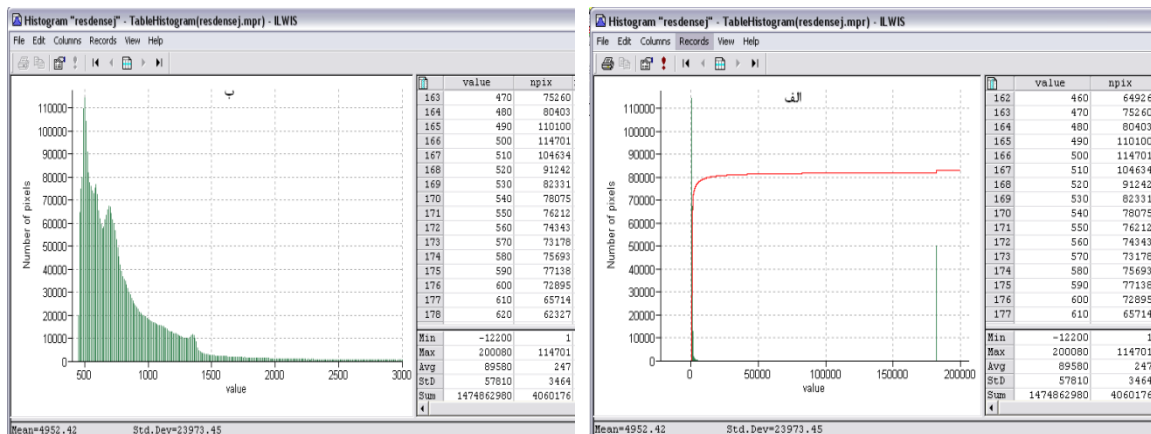 Histogram "resdensej" - TableHistogram(resdensej.mpr) - ILWIS
File Edit Columns Records View Help
ب
110000
100000
90000
80000
70000
60000
50000
40000
30000
20000
10000
0
Number of pixels
500 1000 1500 2000 2500 3000
value
value npix
163 470 75260
164 480 80403
165 490 110100
166 500 114701
167 510 104634
168 520 91242
169 530 82331
170 540 78075
171 550 76212
172 560 74343
173 570 73178
174 580 75693
175 590 77138
176 600 72895
177 610 65714
178 620 62327
Min -12200 1
Max 200080 114701
Avg 89580 247
StD 57810 3464
Sum 1474862980 4060176
Mean=4952.42 Std.Dev=23973.45
Histogram "resdensej" - TableHistogram(resdensej.mpr) - ILWIS
File Edit Columns Records View Help
الف
110000
100000
90000
80000
70000
60000
50000
40000
30000
20000
10000
0
Number of pixels
0 50000 100000 150000 200000
value
value npix
162 460 64926
163 470 75260
164 480 80403
165 490 110100
166 500 114701
167 510 104634
168 520 91242
169 530 82331
170 540 78075
171 550 76212
172 560 74343
173 570 73178
174 580 75693
175 590 77138
176 600 72895
177 610 65714
Min -12200 1
Max 200080 114701
Avg 89580 247
StD 57810 3464
Sum 1474862980 4060176
Mean=4952.42 Std.Dev=23973.45